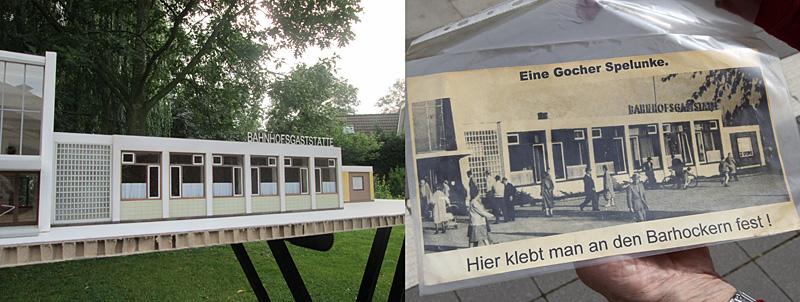 BAHNHOFSGASTSTÄTTE
Eine Gocher Spelunke.
BAHNHOFSGASTSTÄTTE
Hier klebt man an den Barhockern fest !